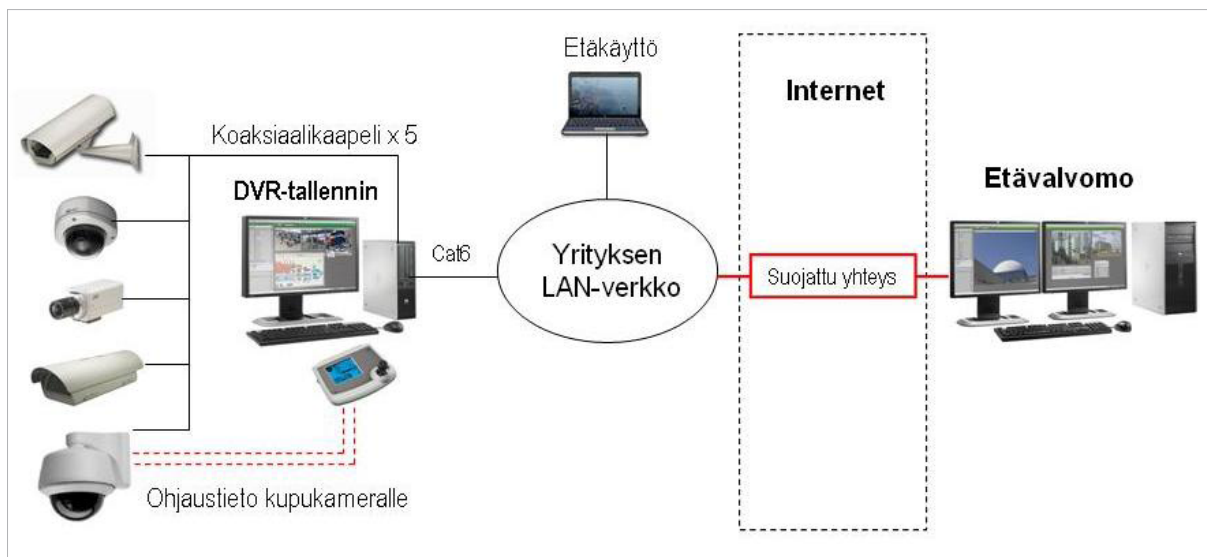 Etäkäyttö
Internet
Koaksiaalikaapeli x 5
DVR-tallennin
Etävalvomo
Cat6
Yrityksen
LAN-verkko
Suojattu yhteys
Ohjaustieto kupukameralle